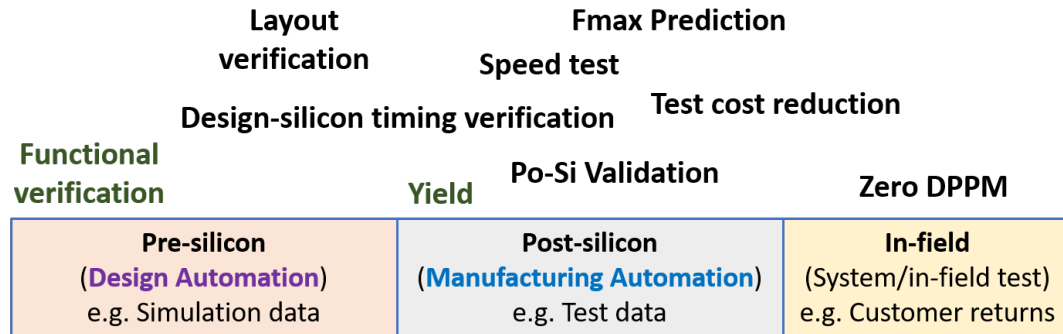 Layout
verification
Fmax Prediction
Speed test
Test cost reduction
Design-silicon timing verification
Functional
verification
Yield
Po-Si Validation
Zero DPPM
Pre-silicon
(Design Automation)
e.g. Simulation data
Post-silicon
(Manufacturing Automation)
e.g. Test data
In-field
(System/in-field test)
e.g. Customer returns